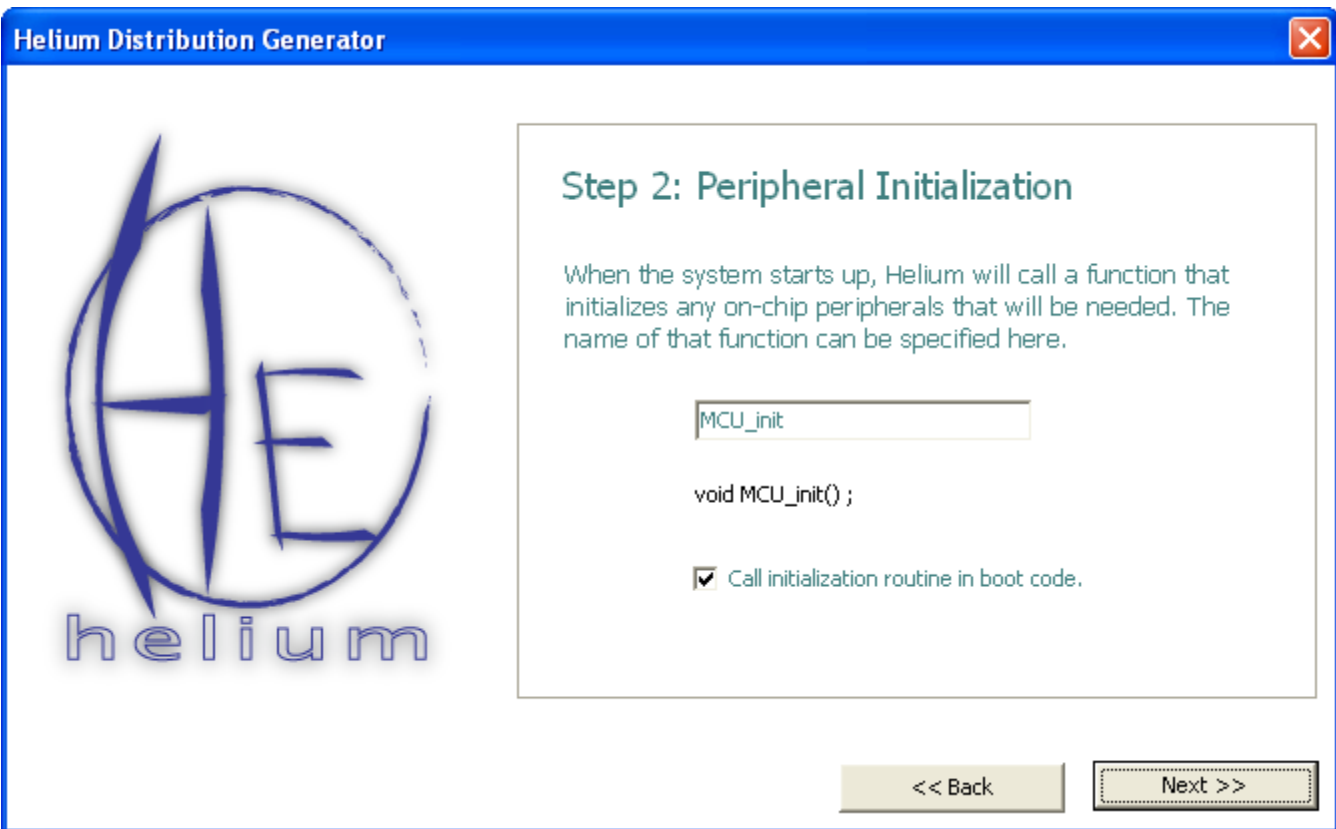 Helium Distribution Generator
HE
helium
Step 2: Peripheral Initialization
When the system starts up, Helium will call a function that
initializes any on-chip peripherals that will be needed. The
name of that function can be specified here.
MCU_init
void MCU_init() ;
Call initialization routine in boot code.
<< Back
Next >>